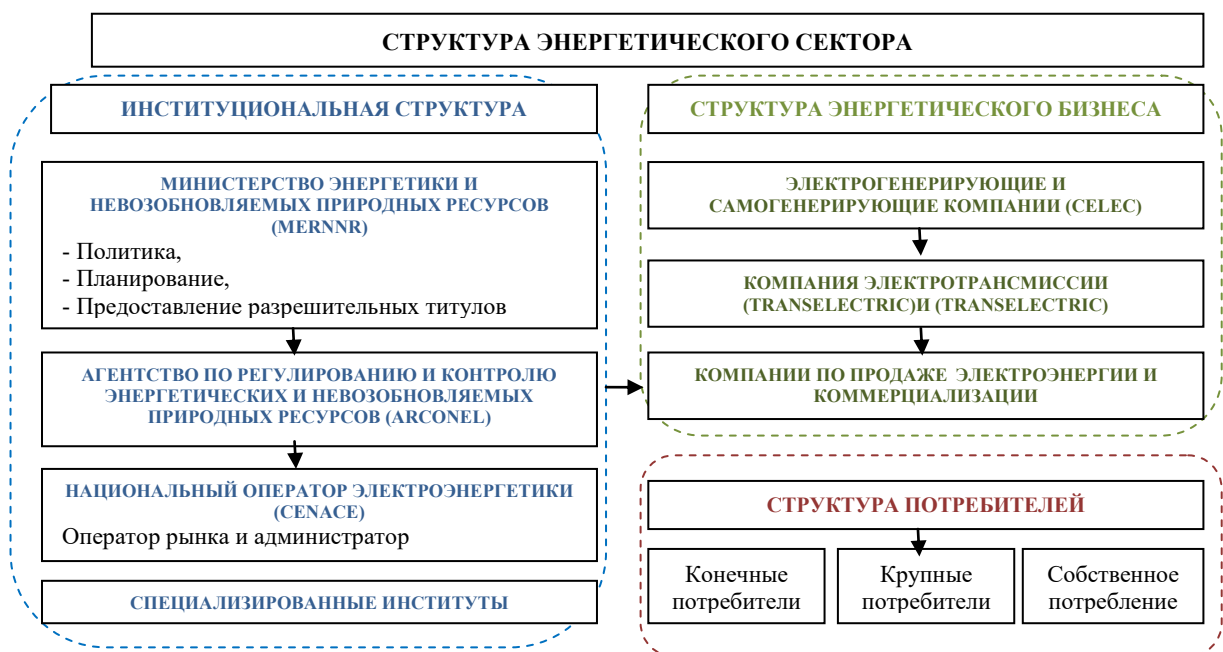 СТРУКТУРА ЭНЕРГЕТИЧЕСКОГО СЕКТОРА
ИНСТИТУЦИОНАЛЬНАЯ СТРУКТУРА
МИНИСТЕРСТВО ЭНЕРГЕТИКИ И
НЕВОЗОБНОВЛЯЕМЫХ ПРИРОДНЫХ РЕСУРСОВ
(MERNNR)
- Политика,
- Планирование,
- Предоставление разрешительных титулов
АГЕНТСТВО ПО РЕГУЛИРОВАНИЮ И КОНТРОЛЮ
ЭНЕРГЕТИЧЕСКИХ И НЕВОЗОБНОВЛЯЕМЫХ
ПРИРОДНЫХ РЕСУРСОВ (ARCONEL)
НАЦИОНАЛЬНЫЙ ОПЕРАТОР ЭЛЕКТРОЭНЕРГЕТИКИ
(CENACE)
Оператор рынка и администратор
СПЕЦИАЛИЗИРОВАННЫЕ ИНСТИТУТЫ
СТРУКТУРА ЭНЕРГЕТИЧЕСКОГО БИЗНЕСА
ЭЛЕКТРОГЕНЕРИРУЮЩИЕ И
САМОГЕНЕРИРУЮЩИЕ КОМПАНИИ (CELEC)
КОМПАНИЯ ЭЛЕКТРОТРАНСМИССИИ
(TRANSELECTRIC)И (TRANSELECTRIC)
КОМПАНИИ ПО ПРОДАЖЕ ЭЛЕКТРОЭНЕРГИИ И
КОММЕРЦИАЛИЗАЦИИ
СТРУКТУРА ПОТРЕБИТЕЛЕЙ
Конечные
потребители
Крупные
потребители
Собственное
потребление